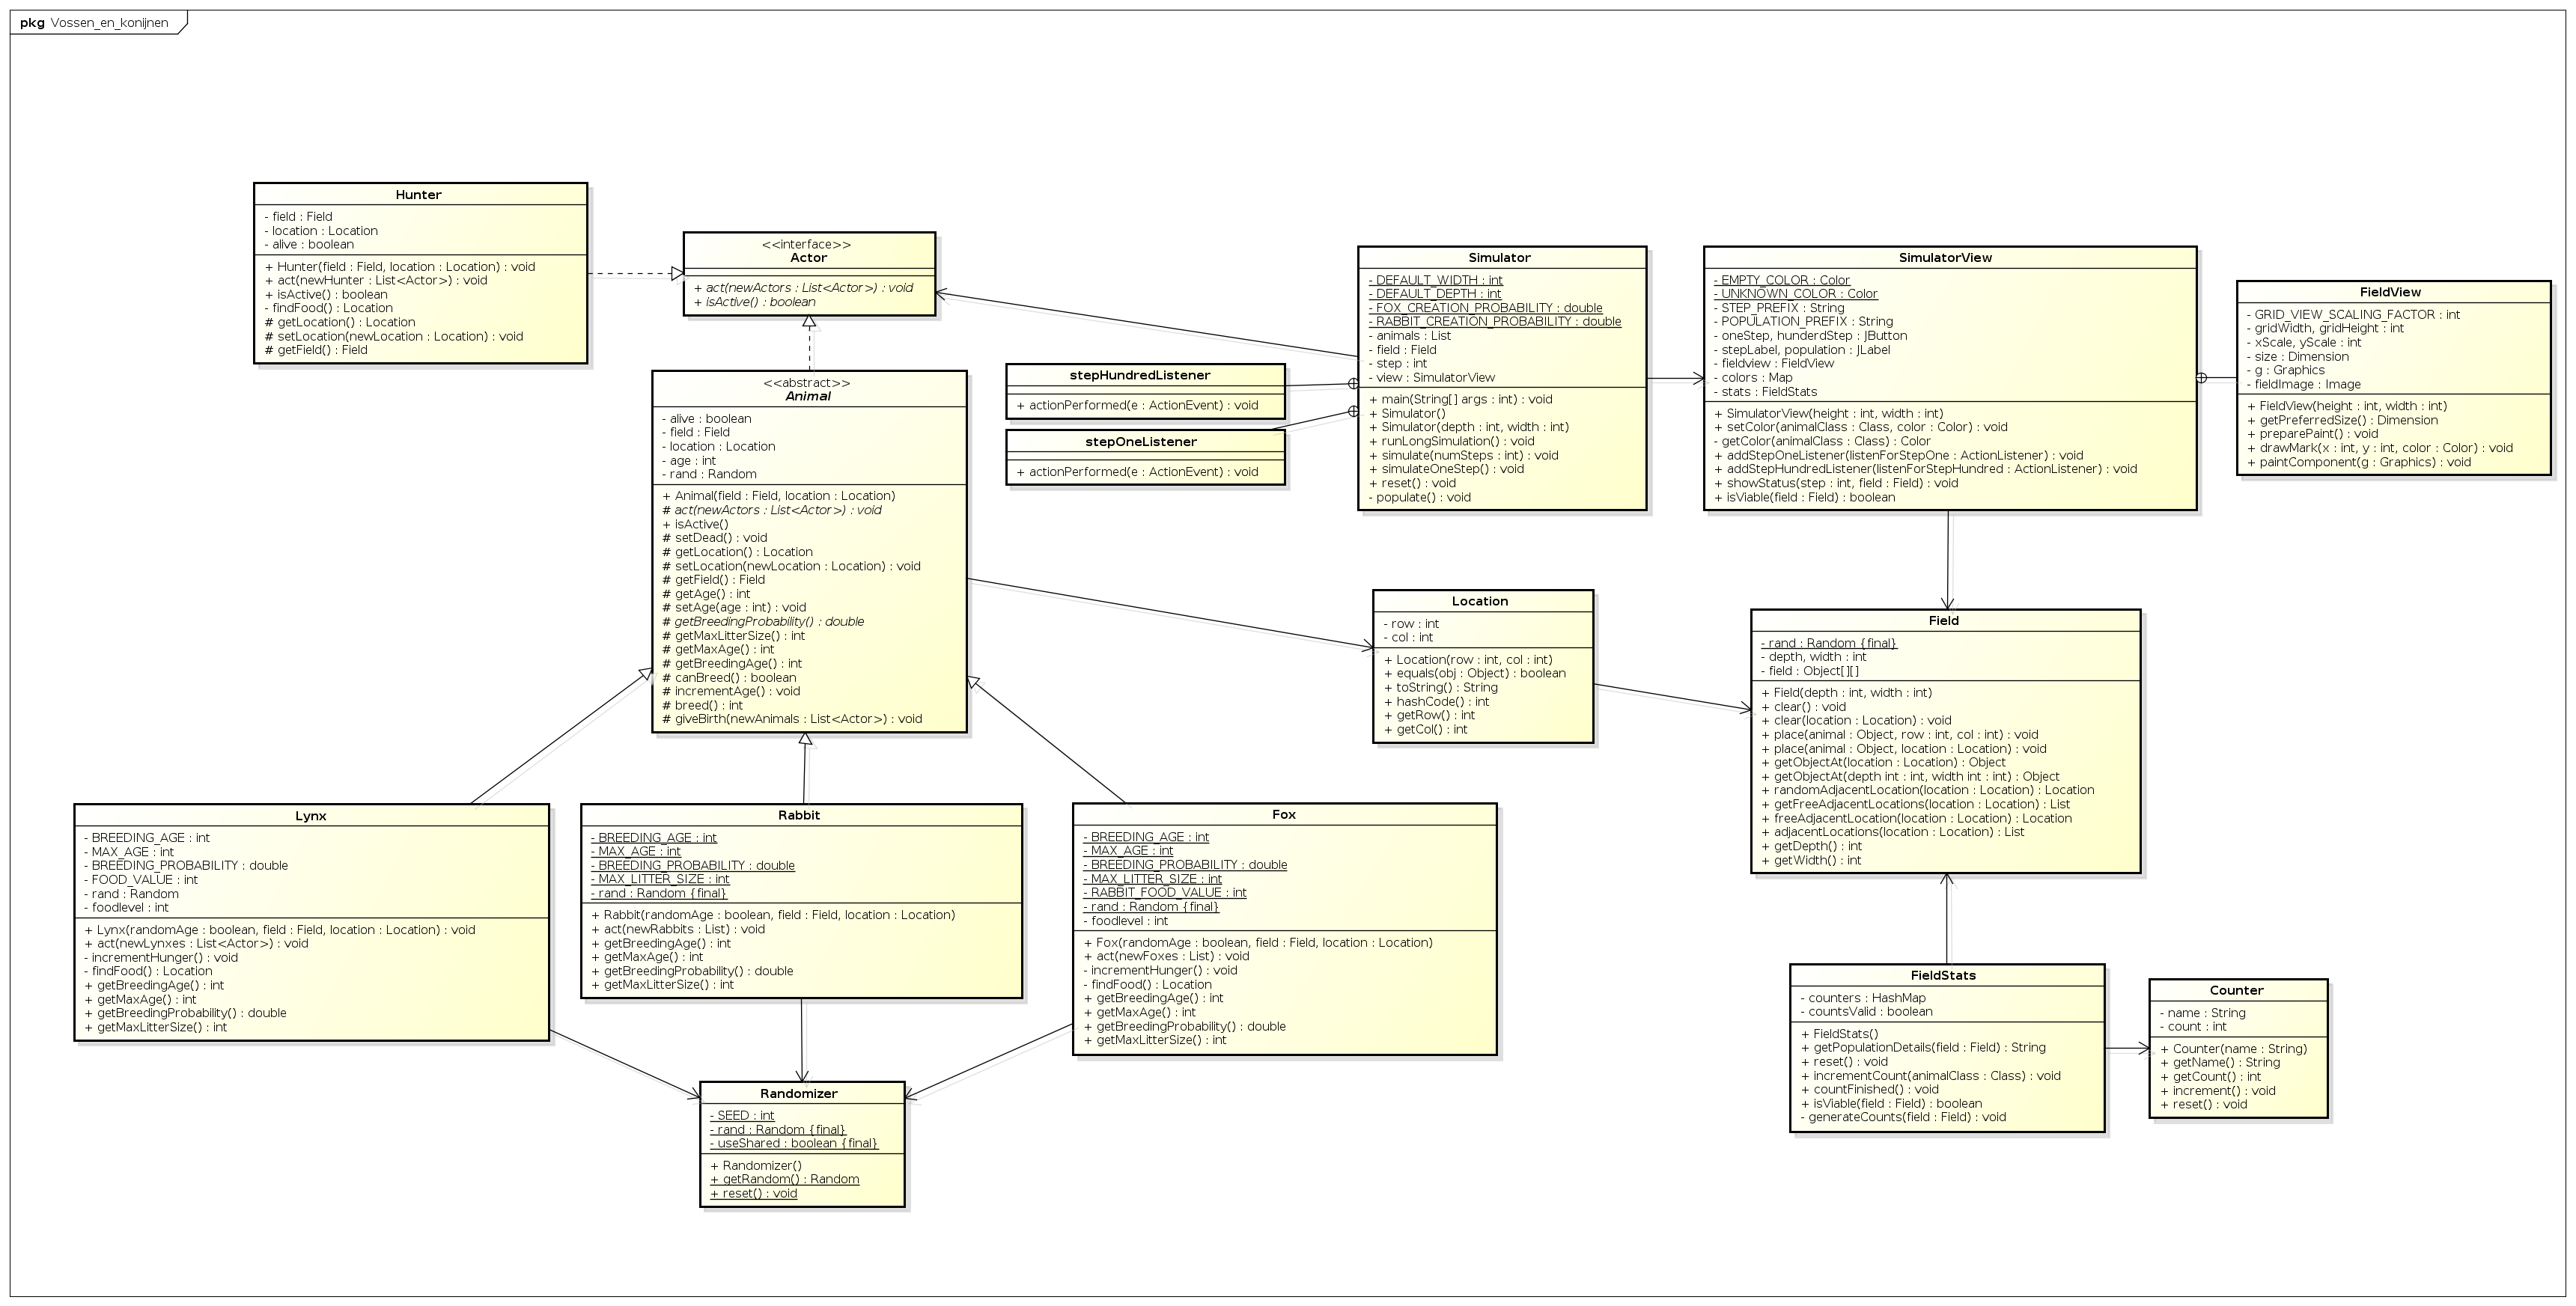 pkg Vossen_en_konijnen
Hunter
- field : Field
- location : Location
- alive : boolean
+ Hunter(field : Field, location : Location) : void
+ act(newHunter : List<Actor>) : void
+ isActive() : boolean
- findFood() : Location
# getLocation() : Location
# setLocation(newLocation : Location) : void
# getField() : Field
<<interface>>
Actor
+ act(newActors : List<Actor>) : void
+ isActive() : boolean
<<abstract>>
Animal
- alive : boolean
- field : Field
- location : Location
- age : int
- rand : Random
+ Animal(field : Field, location : Location)
# act(newActors : List<Actor>) : void
+ isActive()
# setDead() : void
# getLocation() : Location
# setLocation(newLocation : Location) : void
# getField() : Field
# getAge() : int
# setAge(age : int) : void
# getBreedingProbability() : double
# getMaxLitterSize() : int
# getMaxAge() : int
# getBreedingAge() : int
# canBreed() : boolean
# incrementAge() : void
# breed() : int
# giveBirth(newAnimals : List<Actor>) : void
stepHundredListener
+ actionPerformed(e : ActionEvent) : void
stepOneListener
+ actionPerformed(e : ActionEvent) : void
Simulator
- DEFAULT_WIDTH : int
- DEFAULT_DEPTH : int
- FOX_CREATION_PROBABILITY : double
- RABBIT_CREATION_PROBABILITY : double
- animals : List
- field : Field
- step : int
- view : SimulatorView
+ main(String[] args : int) : void
+ Simulator()
+ Simulator(depth : int, width : int)
+ runLongSimulation() : void
+ simulate(numSteps : int) : void
+ simulateOneStep() : void
+ reset() : void
- populate() : void
SimulatorView
- EMPTY_COLOR : Color
- UNKNOWN_COLOR : Color
- STEP_PREFIX : String
- POPULATION_PREFIX : String
- oneStep, hunderdStep : JButton
- stepLabel, population : JLabel
- fieldview : FieldView
- colors : Map
- stats : FieldStats
+ SimulatorView(height : int, width : int)
+ setColor(animalClass : Class, color : Color) : void
- getColor(animalClass : Class) : Color
+ addStepOneListener(listenForStepOne : ActionListener) : void
+ addStepHundredListener(listenForStepHundred : ActionListener) : void
+ showStatus(step : int, field : Field) : void
+ isViable(field : Field) : boolean
FieldView
- GRID_VIEW_SCALING_FACTOR : int
- gridWidth, gridHeight : int
- xScale, yScale : int
- size : Dimension
- g : Graphics
- fieldImage : Image
+ FieldView(height : int, width : int)
+ getPreferredSize() : Dimension
+ preparePaint() : void
+ drawMark(x : int, y : int, color : Color) : void
+ paintComponent(g : Graphics) : void
Location
- row : int
- col : int
+ Location(row : int, col : int)
+ equals(obj : Object) : boolean
+ toString() : String
+ hashCode() : int
+ getRow() : int
+ getCol() : int
Field
- rand : Random {final}
- depth, width : int
- field : Object[][]
+ Field(depth : int, width : int)
+ clear() : void
+ clear(location : Location) : void
+ place(animal : Object, row : int, col : int) : void
+ place(animal : Object, location : Location) : void
+ getObjectAt(location : Location) : Object
+ getObjectAt(depth int : int, width int : int) : Object
+ randomAdjacentLocation(location : Location) : Location
+ getFreeAdjacentLocations(location : Location) : List
+ freeAdjacentLocation(location : Location) : Location
+ adjacentLocations(location : Location) : List
+ getDepth() : int
+ getWidth() : int
Lynx
- BREEDING_AGE : int
- MAX_AGE : int
- BREEDING_PROBABILITY : double
- FOOD_VALUE : int
- rand : Random
- foodlevel : int
+ Lynx(randomAge : boolean, field : Field, location : Location) : void
+ act(newLynxes : List<Actor>) : void
- incrementHunger() : void
- findFood() : Location
+ getBreedingAge() : int
+ getMaxAge() : int
+ getBreedingProbability() : double
+ getMaxLitterSize() : int
Rabbit
- BREEDING_AGE : int
- MAX_AGE : int
- BREEDING_PROBABILITY : double
- MAX_LITTER_SIZE : int
- rand : Random {final}
+ Rabbit(randomAge : boolean, field : Field, location : Location)
+ act(newRabbits : List) : void
+ getBreedingAge() : int
+ getMaxAge() : int
+ getBreedingProbability() : double
+ getMaxLitterSize() : int
Fox
- BREEDING_AGE : int
- MAX_AGE : int
- BREEDING_PROBABILITY : double
- MAX_LITTER_SIZE : int
- RABBIT_FOOD_VALUE : int
- rand : Random {final}
- foodlevel : int
+ Fox(randomAge : boolean, field : Field, location : Location)
+ act(newFoxes : List) : void
- incrementHunger() : void
- findFood() : Location
+ getBreedingAge() : int
+ getMaxAge() : int
+ getBreedingProbability() : double
+ getMaxLitterSize() : int
Randomizer
- SEED : int
- rand : Random {final}
- useShared : boolean {final}
+ Randomizer()
+ getRandom() : Random
+ reset() : void
FieldStats
- counters : HashMap
- countsValid : boolean
+ FieldStats()
+ getPopulationDetails(field : Field) : String
+ reset() : void
+ incrementCount(animalClass : Class) : void
+ countFinished() : void
+ isViable(field : Field) : boolean
- generateCounts(field : Field) : void
Counter
- name : String
- count : int
+ Counter(name : String)
+ getName() : String
+ getCount() : int
+ increment() : void
+ reset() : void